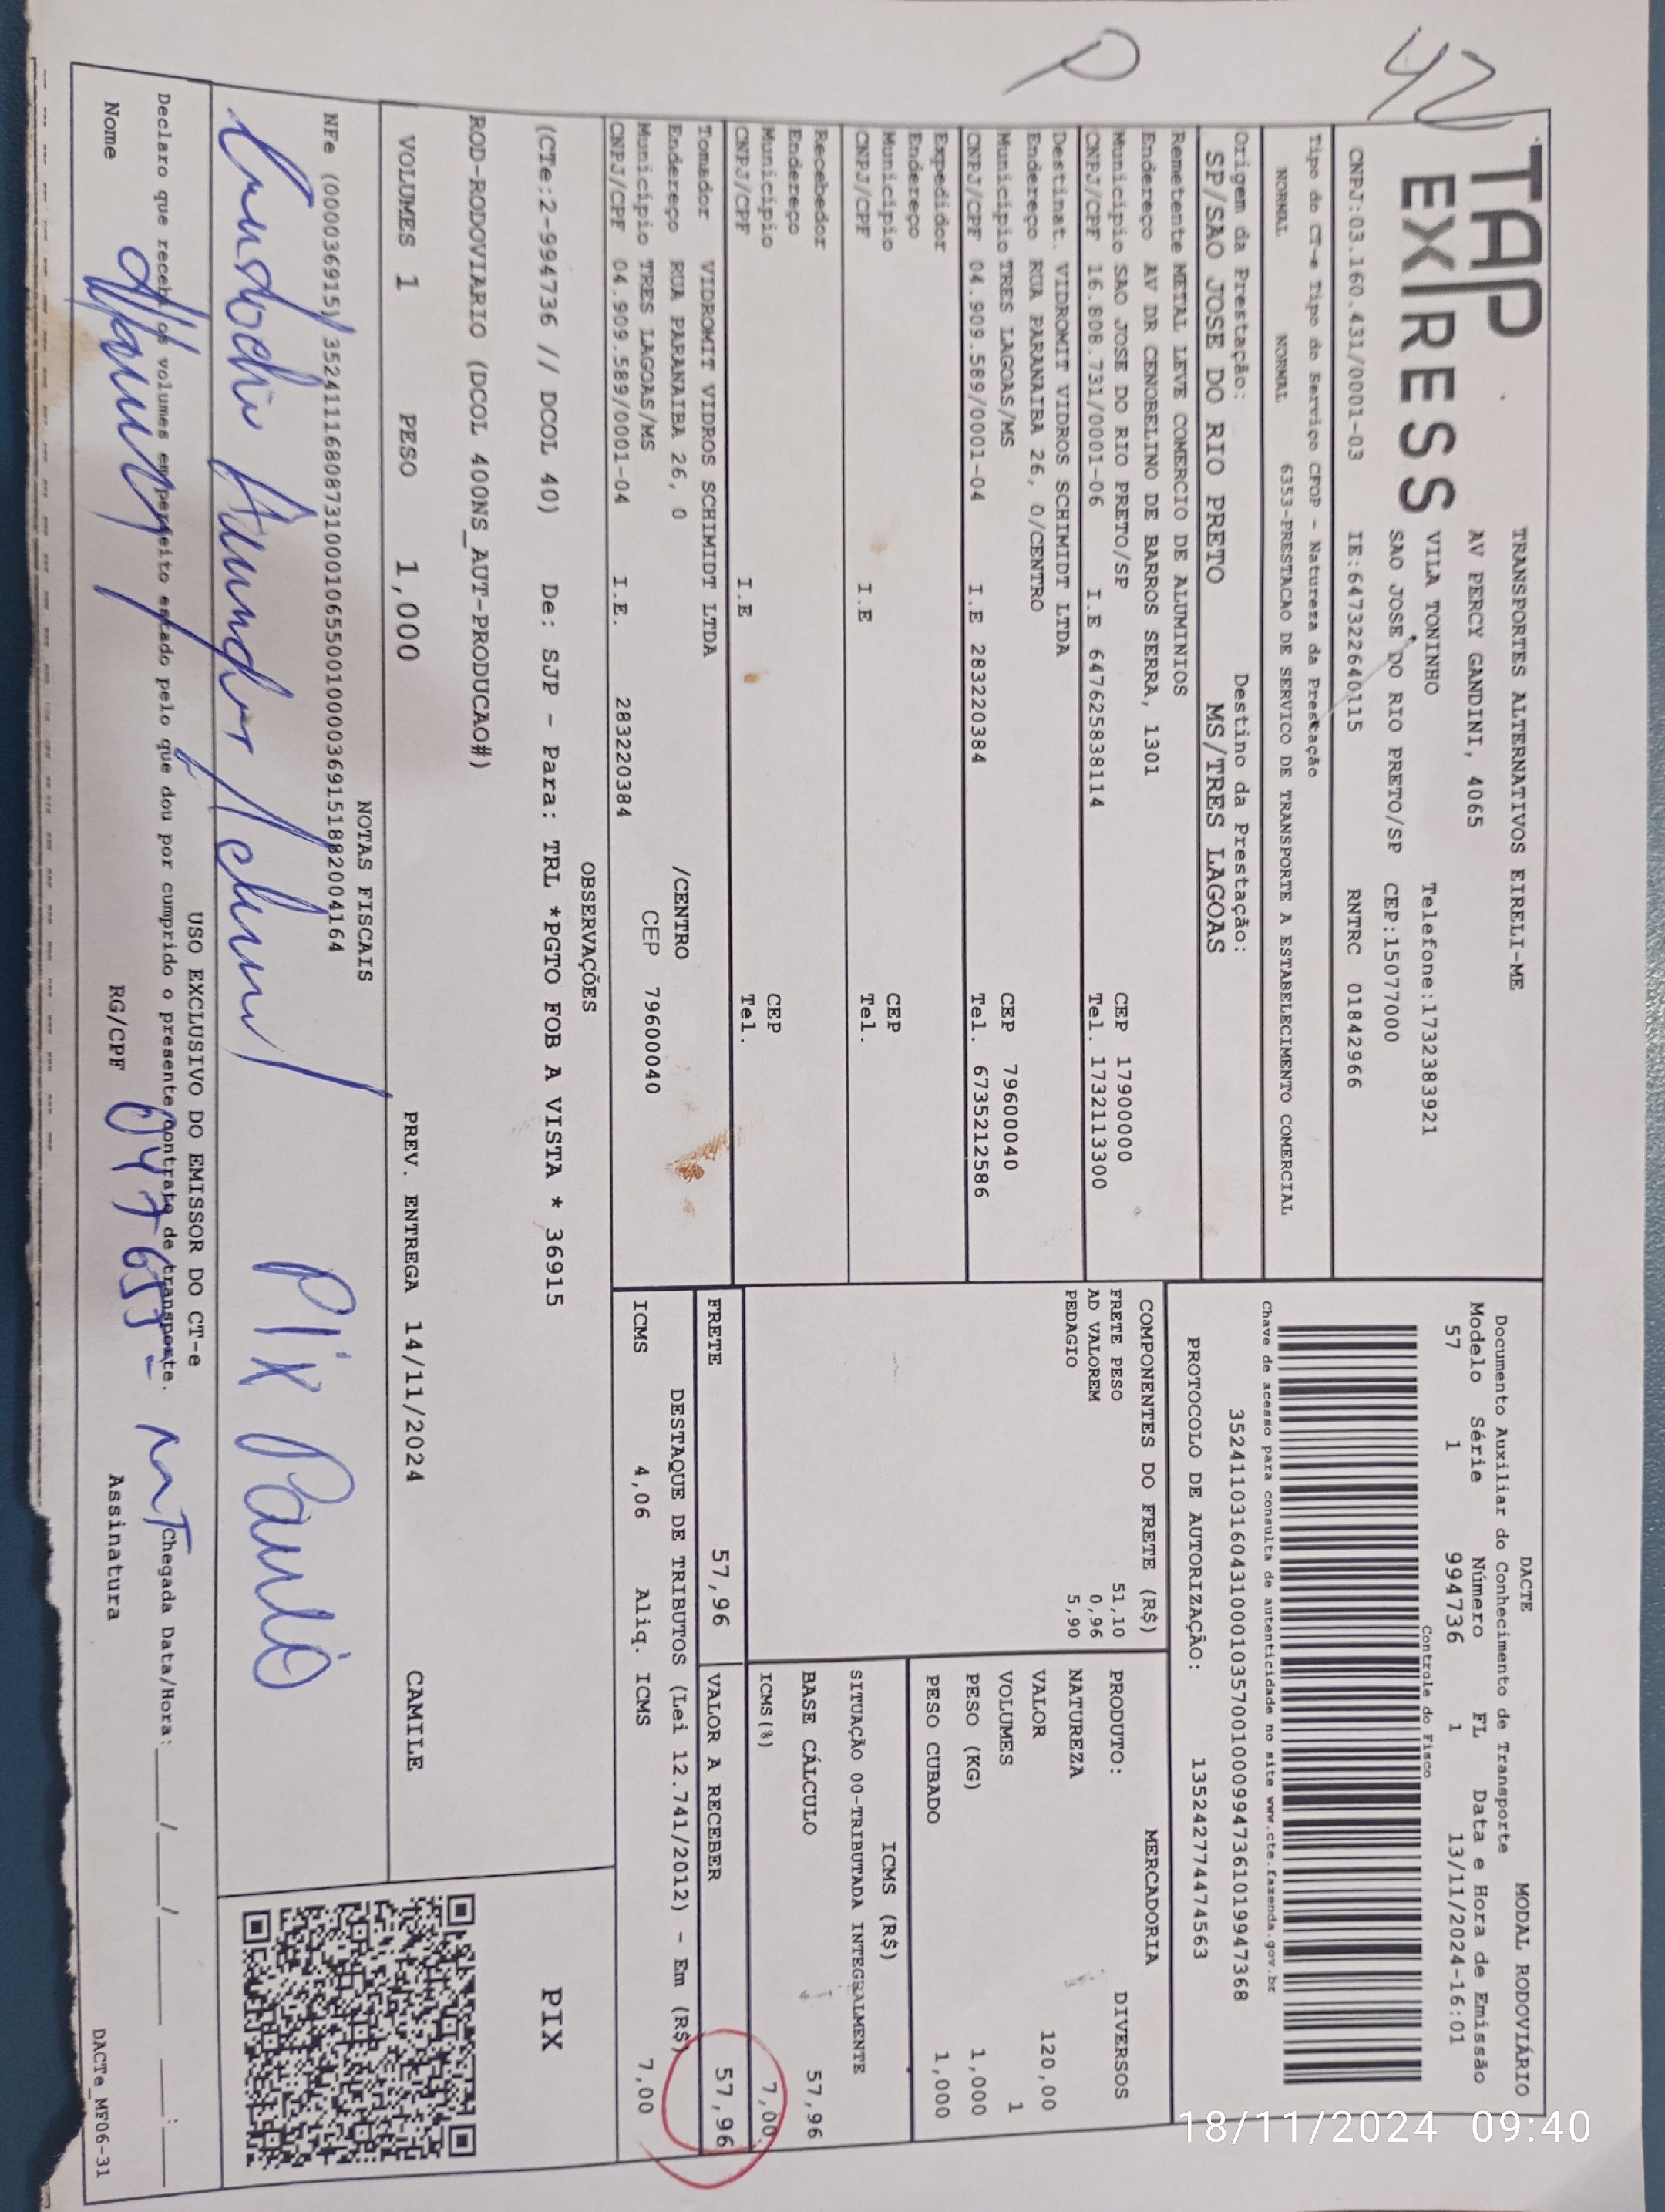 42
P
TAP
EXPRESS
TRANSPORTES ALTERNATIVOS EIRELI-ME
AV PERCY GANDINI, 4065
VILA TONINHO
Telefone:1732383921
SAO JOSE DO RIO PRETO/SP CEP:15077000
CNPJ:03.160.431/0001-03 IE:647322640115 RNTRC 01842966
Tipo do CT-e Tipo do Serviço CFOP - Natureza da Prestação
NORMAL NORMAL 6353-PRESTACAO DE SERVICO DE TRANSPORTE A ESTABELECIMENTO COMERCIAL
Origem da Prestação: Destino da Prestação:
SP/SAO JOSE DO RIO PRETO MS/TRES LAGOAS
Remetente METAL LEVE COMERCIO DE ALUMINIOS
Endereço AV DR CENOBELINO DE BARROS SERRA, 1301
Município SAO JOSE DO RIO PRETO/SP CEP 17900000
CNPJ/CPF 16.808.731/0001-06 I.E 647625838114 Tel. 1732113300
Destinat. VIDROMIT VIDROS SCHIMIDT LTDA
Endereço RUA PARANAIBA 26, 0/CENTRO
Município TRES LAGOAS/MS CEP 79600040
CNPJ/CPF 04.909.589/0001-04 I.E 283220384 Tel. 6735212586
Expedidor
Endereço
Município CEP
CNPJ/CPF I.E Tel.
Recebedor
Endereço
Município CEP
CNPJ/CPF I.E Tel.
Tomador VIDROMIT VIDROS SCHIMIDT LTDA
Endereço RUA PARANAIBA 26, 0 /CENTRO
Município TRES LAGOAS/MS CEP 79600040
CNPJ/CPF 04.909.589/0001-04 I.E. 283220384
DACTE MODAL RODOVIÁRIO
Documento Auxiliar do Conhecimento de Transporte
Modelo Série Número FL Data e Hora de Emissão
57 1 994736 1 13/11/2024-16:01
Controle do Fisco
Chave de acesso para consulta de autenticidade no site www.cte.fazenda.gov.br
35241103160431000103570010009947361019947368
PROTOCOLO DE AUTORIZAÇÃO: 135242774474563
COMPONENTES DO FRETE (R$)
FRETE PESO 51,10
AD VALOREM 0,96
PEDAGIO 5,90
MERCADORIA
PRODUTO: DIVERSOS
NATUREZA
VALOR 120,00
VOLUMES 1
PESO (KG) 1,000
PESO CUBADO 1,000
ICMS (R$)
SITUAÇÃO 00-TRIBUTADA INTEGRALMENTE
BASE CÁLCULO 57,96
ICMS(%) 7,00
FRETE 57,96 VALOR A RECEBER 57,96
DESTAQUE DE TRIBUTOS (Lei 12.741/2012) - Em (R$)
ICMS 4,06 Aliq. ICMS 7,00
OBSERVAÇÕES
(CTe:2-994736 // DCOL 40) De: SJP - Para: TRL *PGTO FOB A VISTA * 36915
ROD-RODOVIARIO (DCOL 400NS_AUT-PRODUCAO#)
PIX
VOLUMES 1 PESO 1,000 PREV. ENTREGA 14/11/2024 CAMILE
NOTAS FISCAIS
NFe (000036915) 35241116808731000106550010000369151882004164
Pix Paulo
USO EXCLUSIVO DO EMISSOR DO CT-e
Declaro que recebi os volumes em perfeito estado pelo que dou por cumprido o presente contrato de transporte. Chegada Data/Hora: ___/___/___ ___:___
Nome RG/CPF Assinatura
DACTe_MF06-31
18/11/2024 09:40